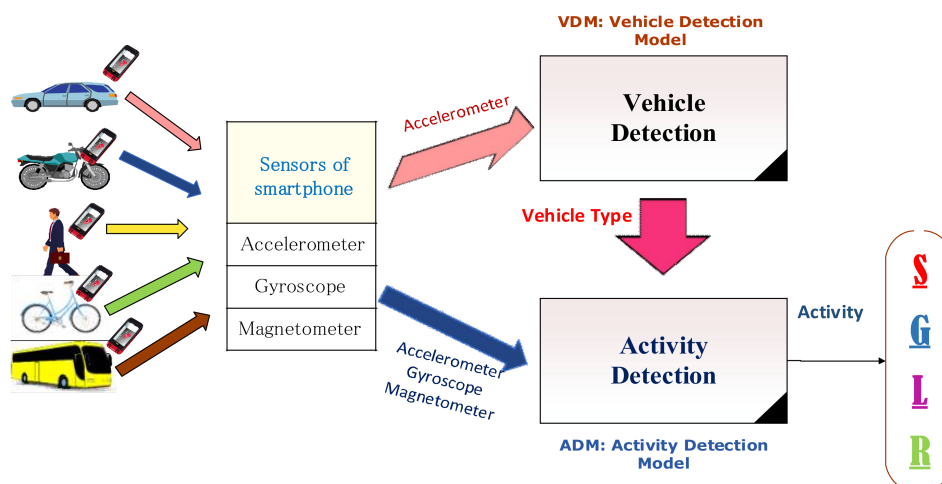 VDM: Vehicle Detection
Model
Accelerometer
Vehicle
Detection
Sensors of
smartphone
Accelerometer
Gyroscope
Magnetometer
Vehicle Type
Accelerometer
Gyroscope
Magnetometer
Activity
Detection
Activity
S
G
L
R
ADM: Activity Detection
Model